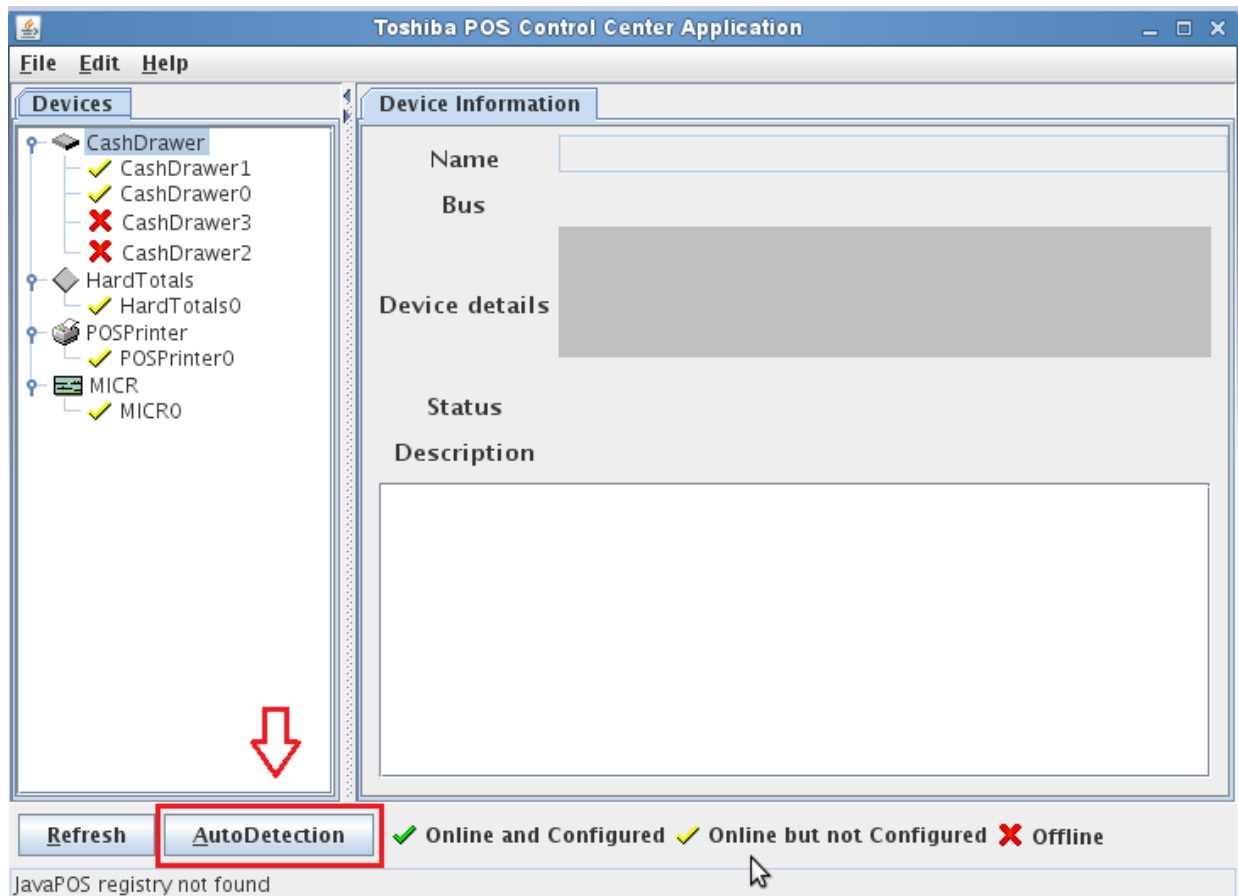 Toshiba POS Control Center Application
File Edit Help
Devices
CashDrawer
CashDrawer1
CashDrawer0
CashDrawer3
CashDrawer2
HardTotals
HardTotals0
POSPrinter
POSPrinter0
MICR
MICR0
Device Information
Name
Bus
Device details
Status
Description
Refresh AutoDetection Online and Configured Online but not Configured Offline
JavaPOS registry not found